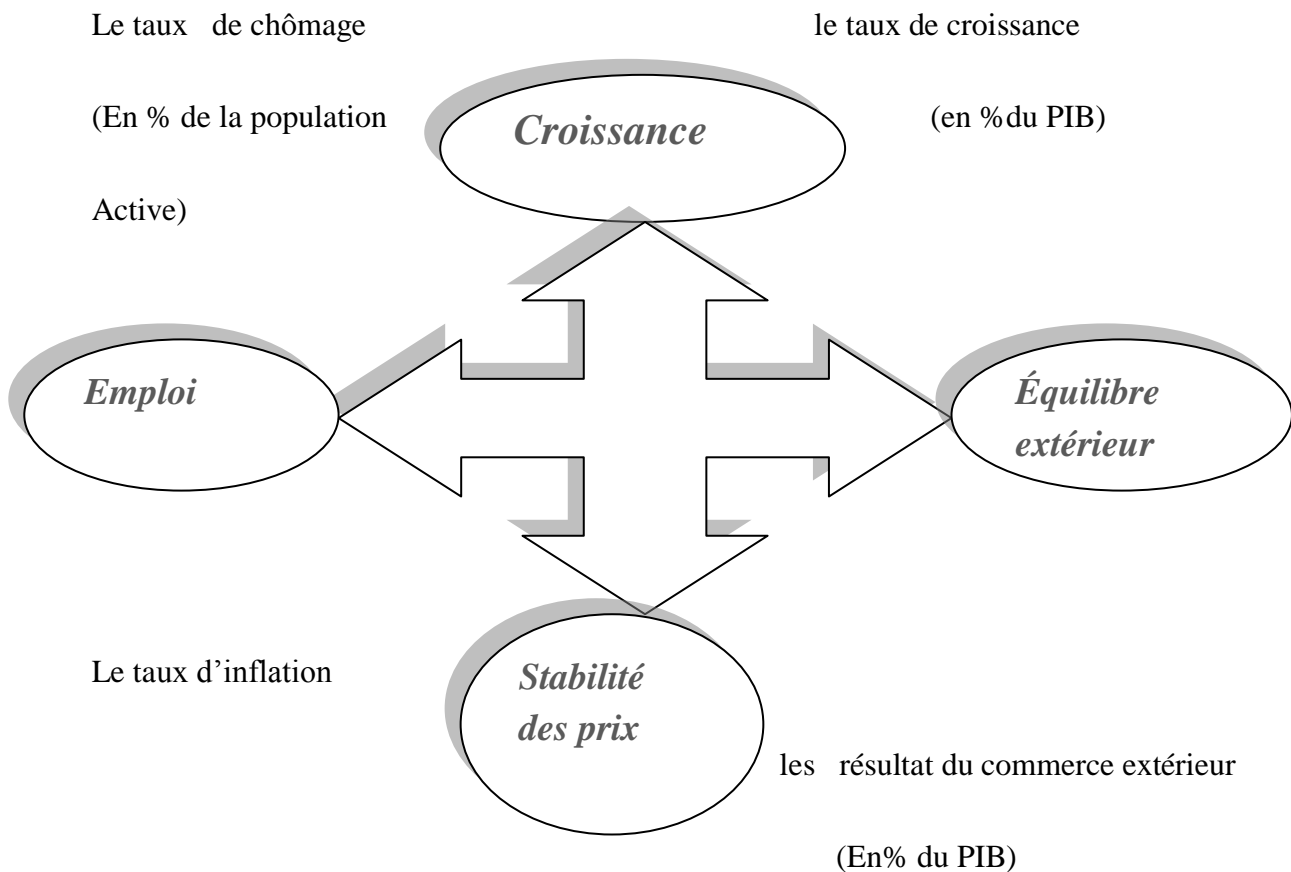 Le taux de chômage
le taux de croissance
(En % de la population
Croissance
(en %du PIB)
Active)
Emploi
Équilibre
extérieur
Le taux d’inflation
Stabilité
des prix
les résultat du commerce extérieur
(En% du PIB)